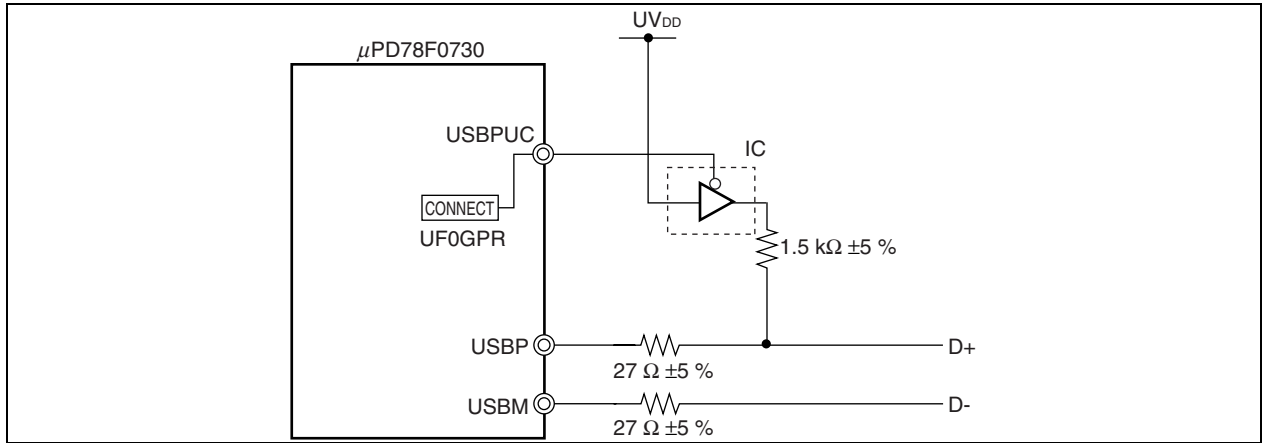 UVDD
μPD78F0730
USBPUC
IC
CONNECT
UF0GPR
1.5 kΩ ±5 %
USBP
D+
27 Ω ±5 %
USBM
D-
27 Ω ±5 %